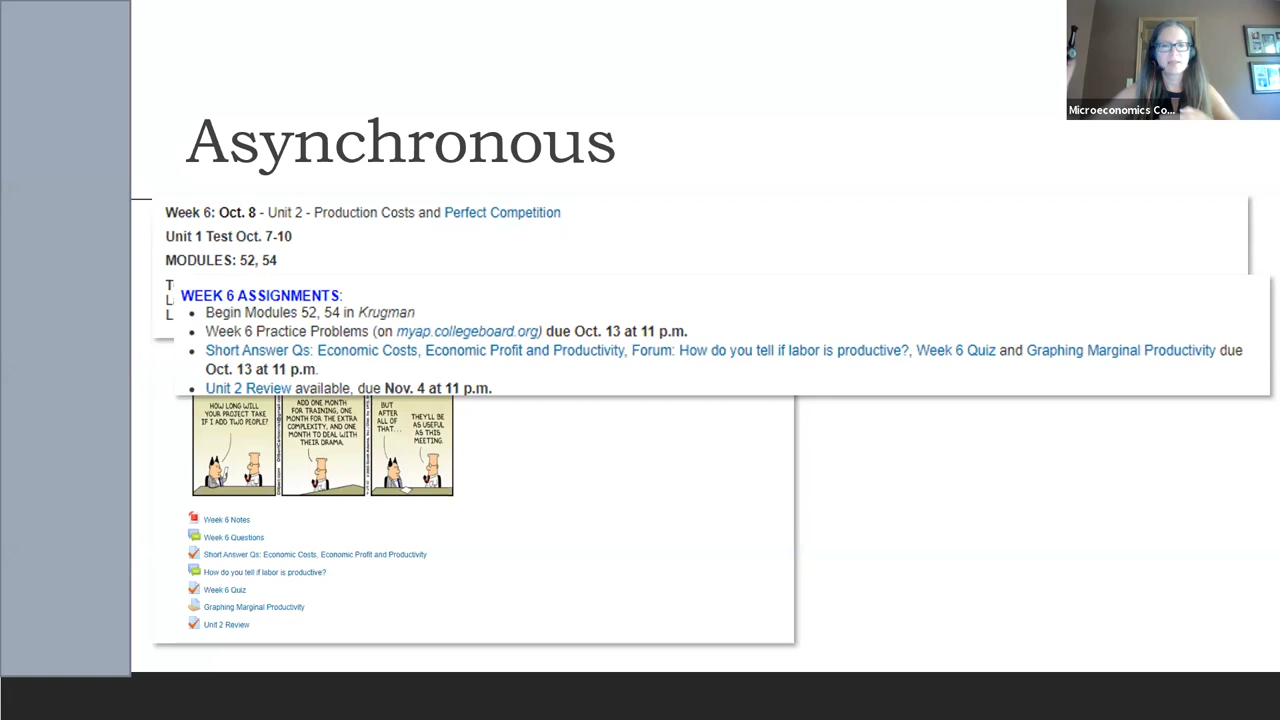 Microeconomics Co...
Asynchronous
Week 6: Oct. 8 - Unit 2 - Production Costs and Perfect Competition
Unit 1 Test Oct. 7-10
MODULES: 52, 54
T
L
L
WEEK 6 ASSIGNMENTS:
Begin Modules 52, 54 in Krugman
Week 6 Practice Problems (on myap.collegeboard.org) due Oct. 13 at 11 p.m.
Short Answer Qs: Economic Costs, Economic Profit and Productivity, Forum: How do you tell if labor is productive?, Week 6 Quiz and Graphing Marginal Productivity due
Oct. 13 at 11 p.m.
Unit 2 Review available, due Nov. 4 at 11 p.m.
HOW LONG WILL
YOUR PROJECT TAKE
IF I ADD TWO PEOPLE?
ADD ONE MONTH
FOR TRAINING, ONE
MONTH FOR THE EXTRA
COMPLEXITY, AND ONE
MONTH TO DEAL WITH
THEIR DRAMA.
BUT
AFTER
ALL OF
THAT...
THEY'LL BE
AS USEFUL
AS THIS
MEETING.
Week 6 Notes
Week 6 Questions
Short Answer Qs: Economic Costs, Economic Profit and Productivity
How do you tell if labor is productive?
Week 6 Quiz
Graphing Marginal Productivity
Unit 2 Review